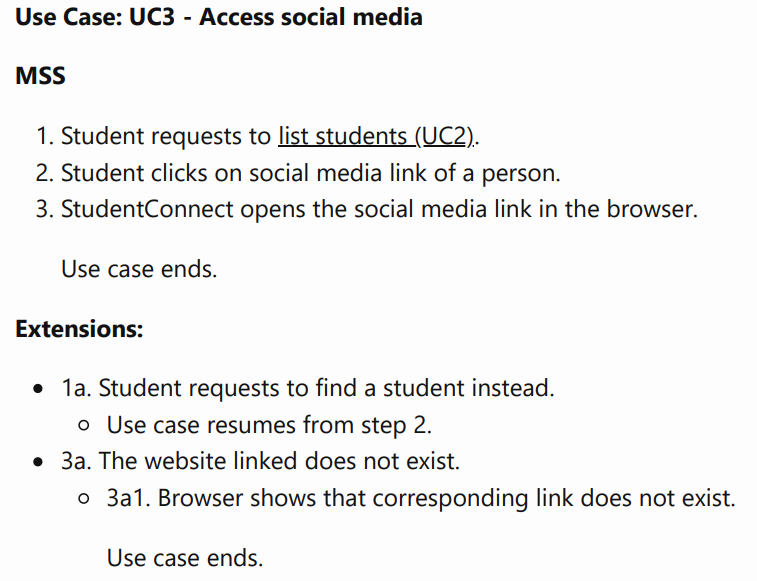 Use Case: UC3 - Access social media
MSS
1. Student requests to list students (UC2).
2. Student clicks on social media link of a person.
3. StudentConnect opens the social media link in the browser.
Use case ends.
Extensions:
• 1a. Student requests to find a student instead.
○ Use case resumes from step 2.
• 3a. The website linked does not exist.
○ 3a1. Browser shows that corresponding link does not exist.
Use case ends.